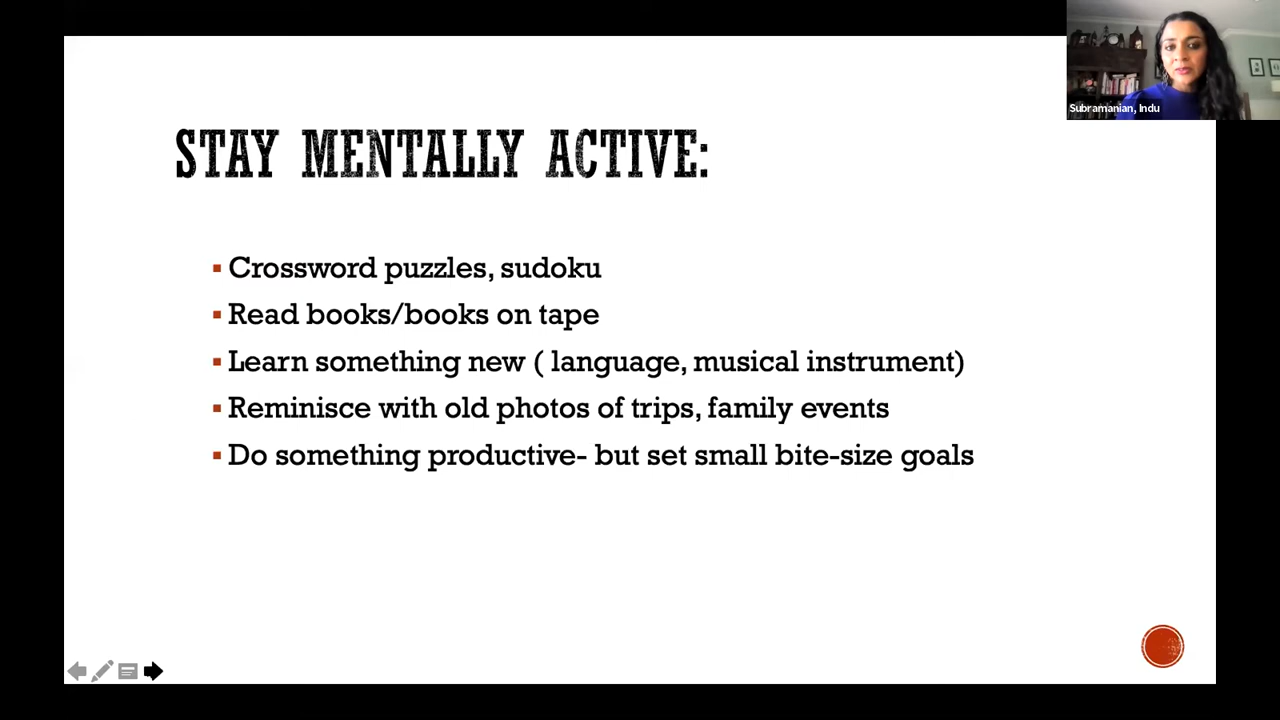 Subramanian, Indu
STAY MENTALLY ACTIVE:
Crossword puzzles, sudoku
Read books/books on tape
Learn something new ( language, musical instrument)
Reminisce with old photos of trips, family events
Do something productive- but set small bite-size goals